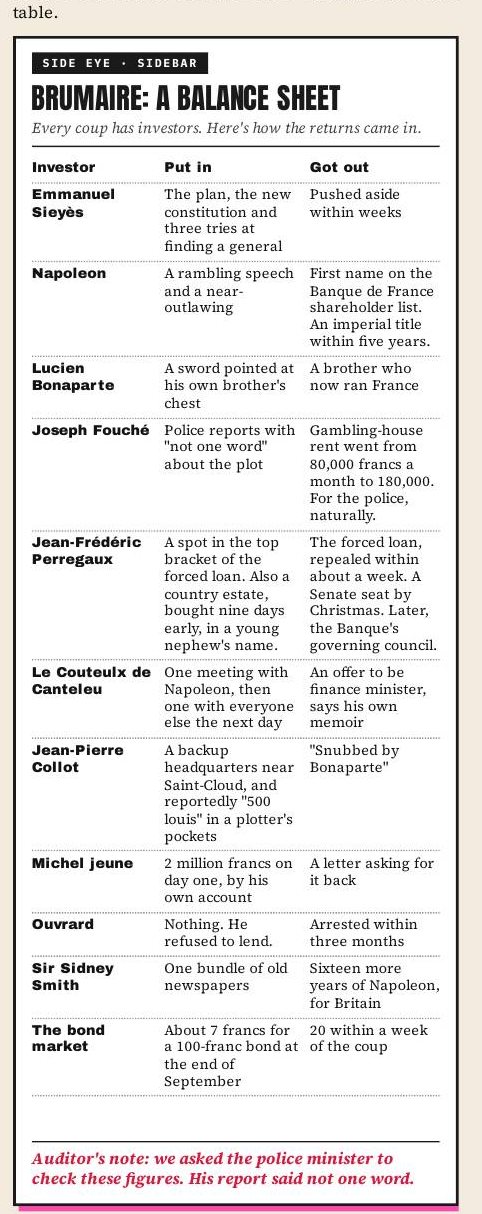 table.
SIDE EYE · SIDEBAR
BRUMAIRE: A BALANCE SHEET
Every coup has investors. Here's how the returns came in.
Investor Put in Got out
Emmanuel The plan, the new Pushed aside
Sieyès constitution and within weeks
three tries at
finding a general
Napoleon A rambling speech First name on the
and a near- Banque de France
outlawing shareholder list.
An imperial title
within five years.
Lucien A sword pointed at A brother who
Bonaparte his own brother's now ran France
chest
Joseph Fouché Police reports with Gambling-house
"not one word" rent went from
about the plot 80,000 francs a
month to 180,000.
For the police,
naturally.
Jean-Frédéric A spot in the top The forced loan,
Perregaux bracket of the repealed within
forced loan. Also a about a week. A
country estate, Senate seat by
bought nine days Christmas. Later,
early, in a young the Banque's
nephew's name. governing council.
Le Couteulx de One meeting with An offer to be
Canteleu Napoleon, then finance minister,
one with everyone says his own
else the next day memoir
Jean-Pierre A backup "Snubbed by
Collot headquarters near Bonaparte"
Saint-Cloud, and
reportedly "500
louis" in a plotter's
pockets
Michel jeune 2 million francs on A letter asking for
day one, by his it back
own account
Ouvrard Nothing. He Arrested within
refused to lend. three months
Sir Sidney One bundle of old Sixteen more
Smith newspapers years of Napoleon,
for Britain
The bond About 7 francs for 20 within a week
market a 100-franc bond at of the coup
the end of
September
Auditor's note: we asked the police minister to
check these figures. His report said not one word.